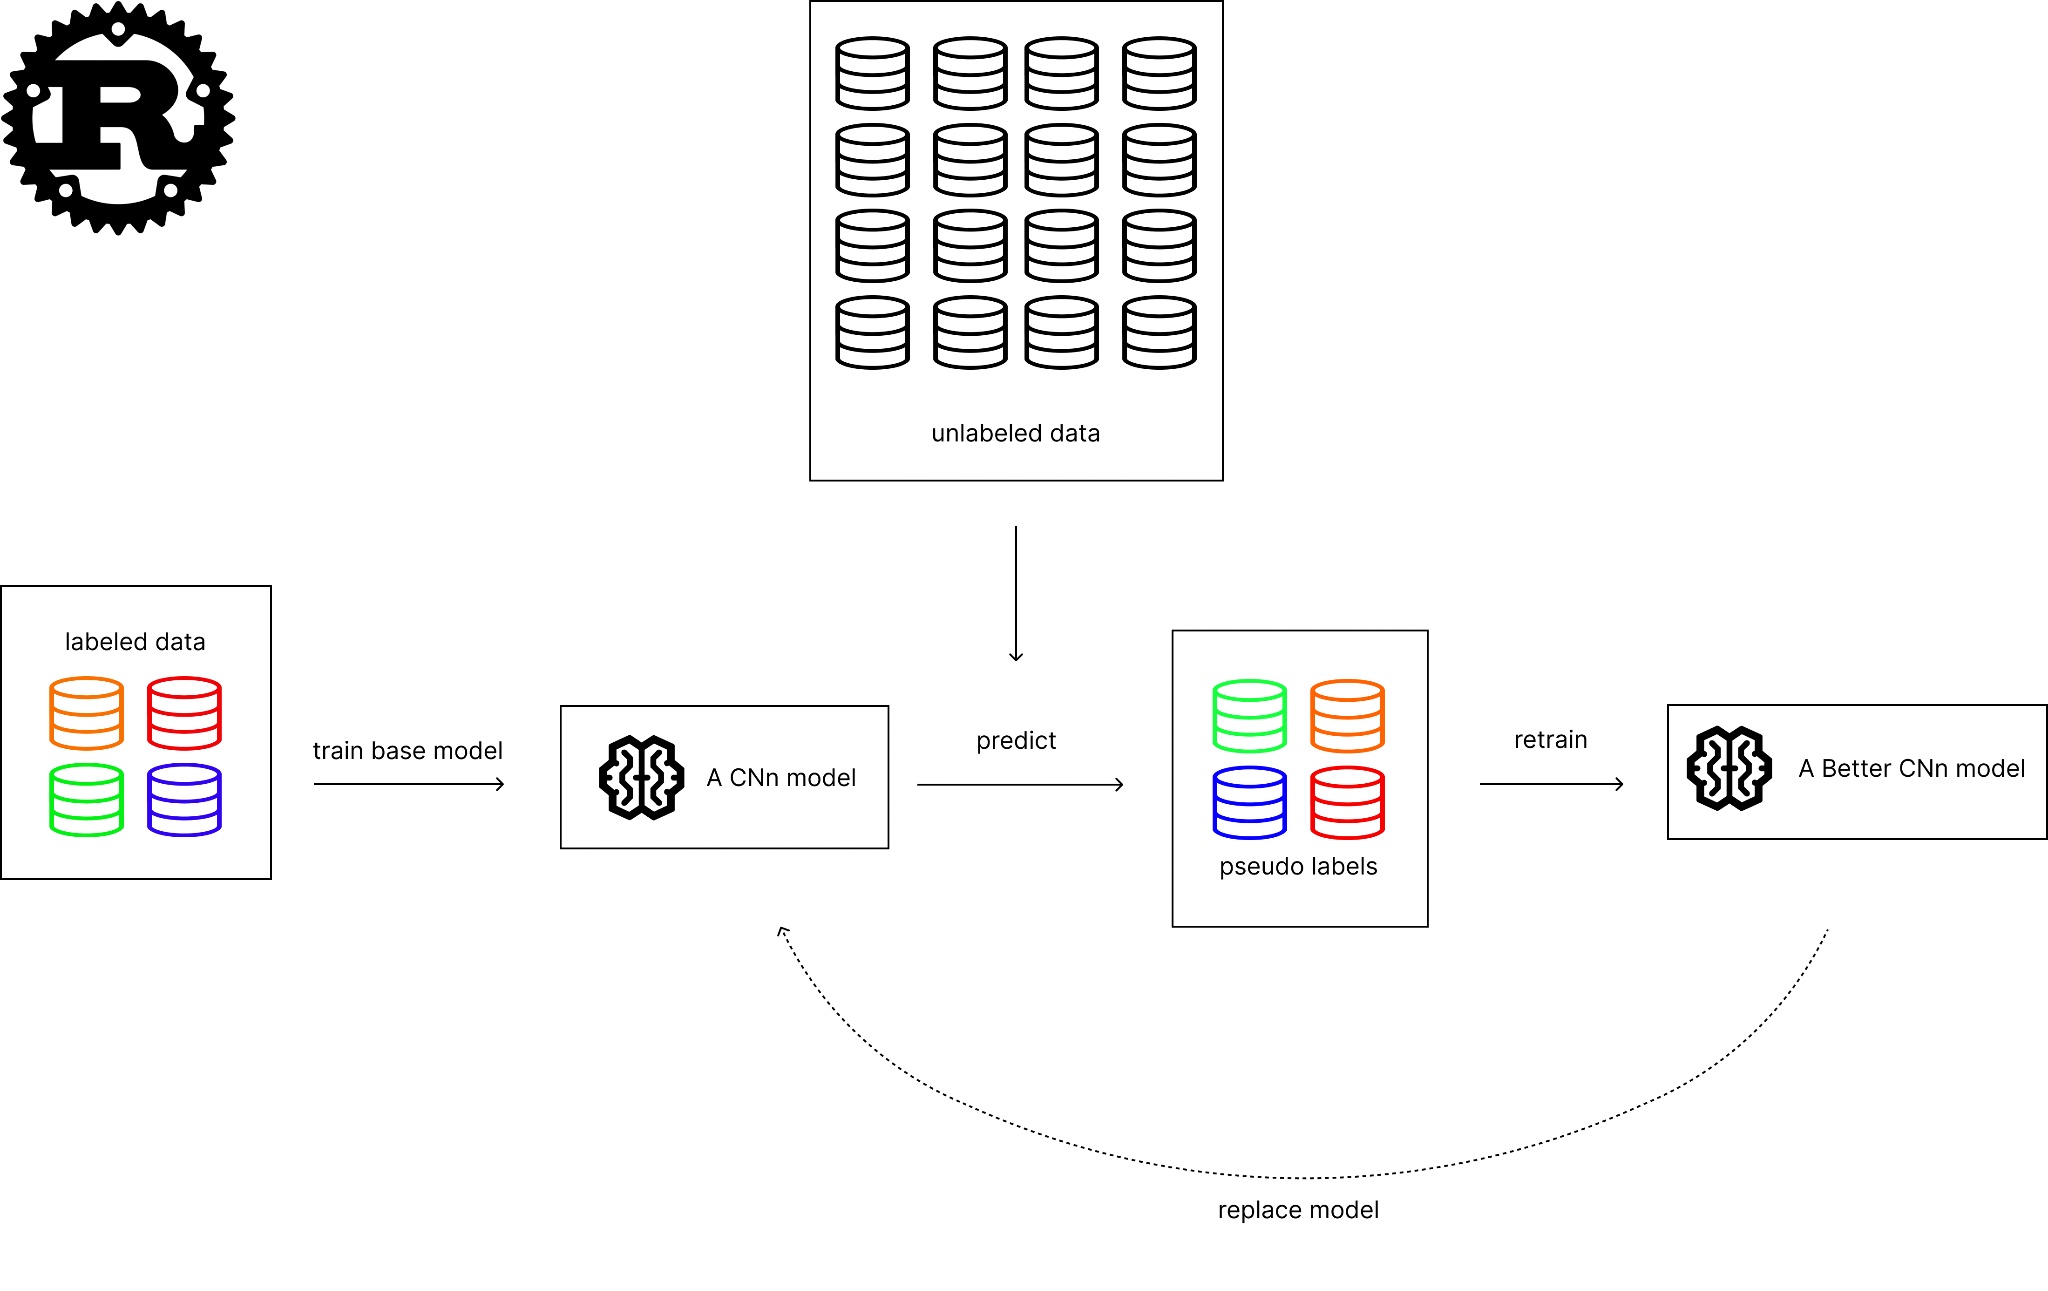 R
unlabeled data
labeled data
train base model
A CNn model
predict
pseudo labels
retrain
A Better CNn model
replace model